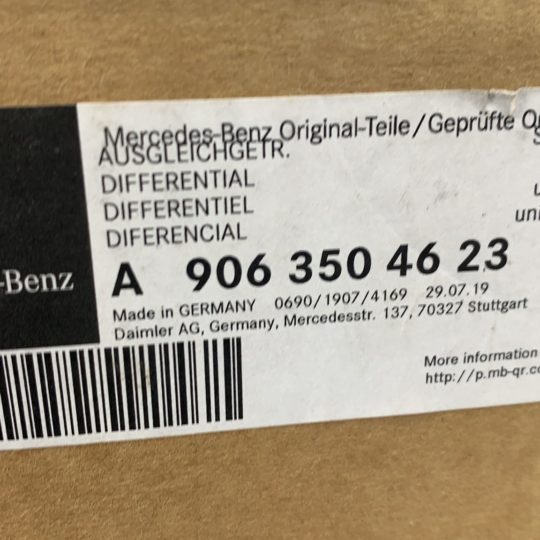 Mercedes-Benz Original-Teile/Geprüfte
AUSGLEICHGETR.
DIFFERENTIAL
DIFFERENTIEL
DIFERENCIAL
-Benz
A 906 350 46 23
Made in GERMANY 0690/1907/4169 29.07.19
Daimler AG, Germany, Mercedesstr. 137, 70327 Stuttgart
More information
http://p.mb-qr.co